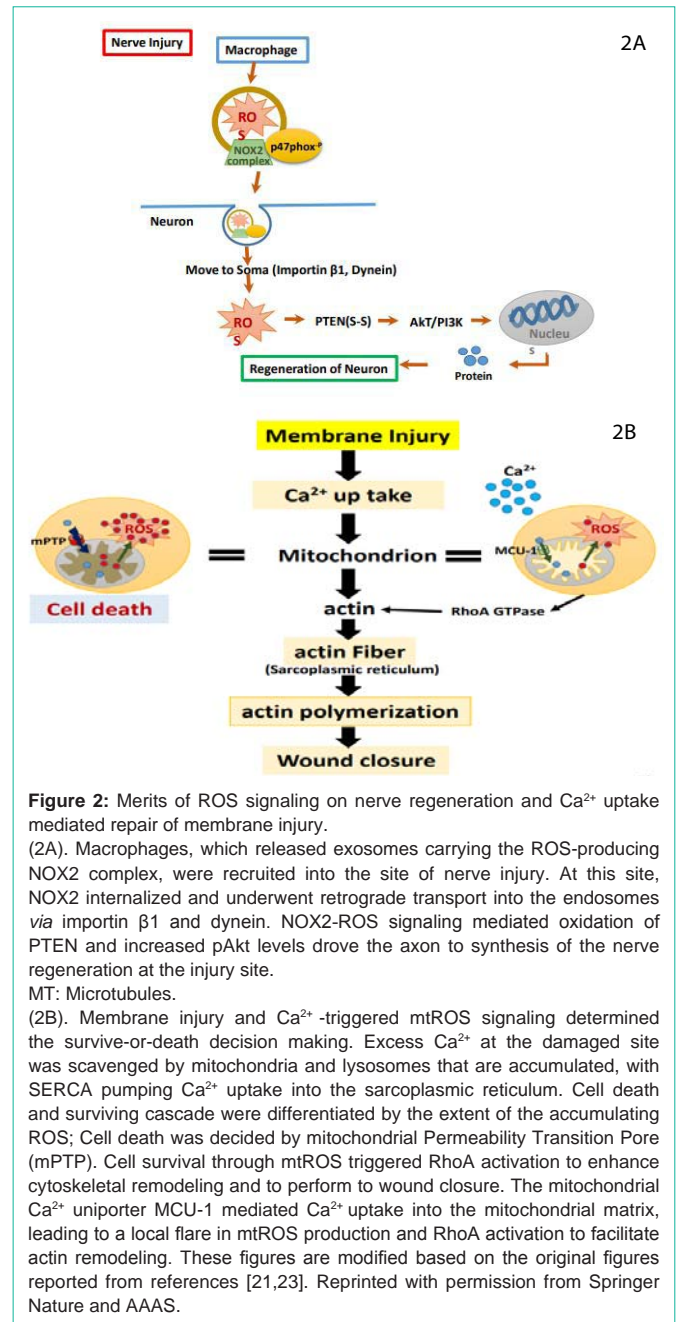 2A
Nerve Injury
Macrophage
RO
S
NOX2
complex
p47phox-P
Neuron
Move to Soma (Importin β1, Dynein)
RO
S
PTEN(S-S)
AkT/PI3K
Nucleu
s
Regeneration of Neuron
Protein
2B
Membrane Injury
Ca²⁺
Ca²⁺ up take
mPTP
ROS
Mitochondrion
MCU-1
ROS
Cell death
actin
RhoA GTPase
actin Fiber
(Sarcoplasmic reticulum)
actin polymerization
Wound closure
Figure 2: Merits of ROS signaling on nerve regeneration and Ca²⁺ uptake
mediated repair of membrane injury.
(2A). Macrophages, which released exosomes carrying the ROS-producing
NOX2 complex, were recruited into the site of nerve injury. At this site,
NOX2 internalized and underwent retrograde transport into the endosomes
via importin β1 and dynein. NOX2-ROS signaling mediated oxidation of
PTEN and increased pAkt levels drove the axon to synthesis of the nerve
regeneration at the injury site.
MT: Microtubules.
(2B). Membrane injury and Ca²⁺ -triggered mtROS signaling determined
the survive-or-death decision making. Excess Ca²⁺ at the damaged site
was scavenged by mitochondria and lysosomes that are accumulated, with
SERCA pumping Ca²⁺ uptake into the sarcoplasmic reticulum. Cell death
and surviving cascade were differentiated by the extent of the accumulating
ROS; Cell death was decided by mitochondrial Permeability Transition Pore
(mPTP). Cell survival through mtROS triggered RhoA activation to enhance
cytoskeletal remodeling and to perform to wound closure. The mitochondrial
Ca²⁺ uniporter MCU-1 mediated Ca²⁺ uptake into the mitochondrial matrix,
leading to a local flare in mtROS production and RhoA activation to facilitate
actin remodeling. These figures are modified based on the original figures
reported from references [21,23]. Reprinted with permission from Springer
Nature and AAAS.